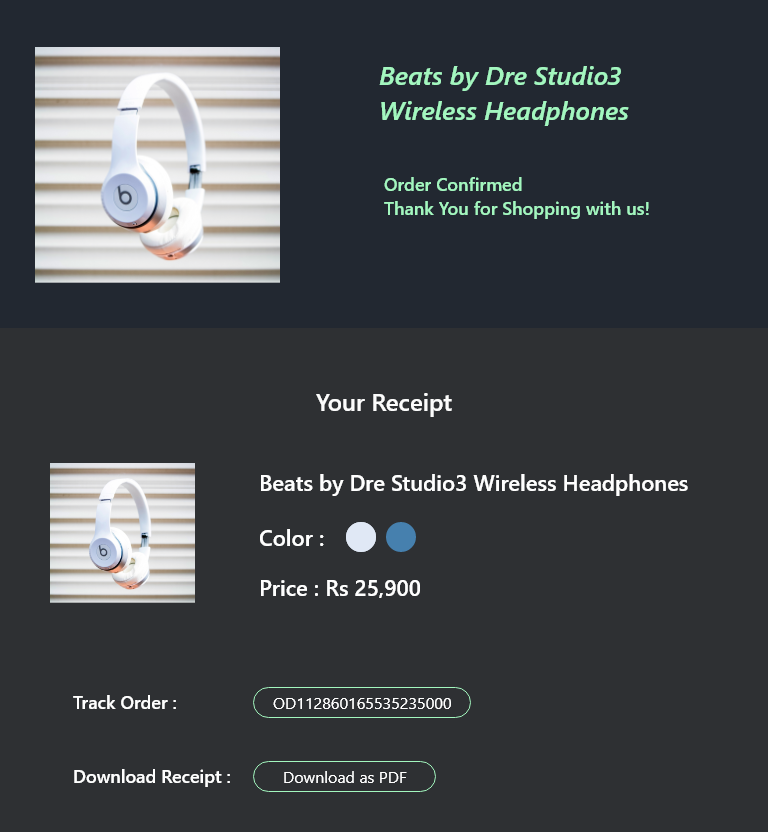 Beats by Dre Studio3
Wireless Headphones
Order Confirmed
Thank You for Shopping with us!
b
Your Receipt
b
Beats by Dre Studio3 Wireless Headphones
Color :
Price : Rs 25,900
Track Order :
OD112860165535235000
Download Receipt :
Download as PDF